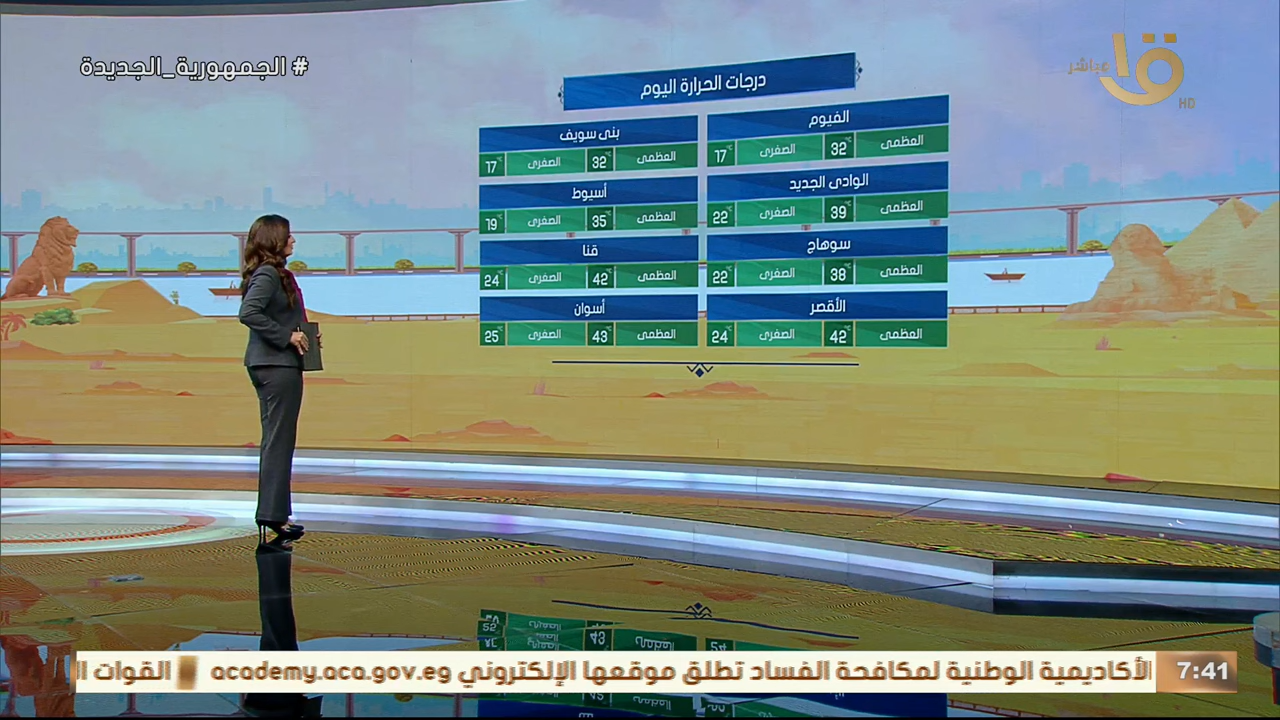 #الجمهورية_الجديدة
مباشر
HD
درجات الحرارة اليوم
الفيوم
العظمى 32°C الصغرى 17°C
بنى سويف
العظمى 32°C الصغرى 17°C
الوادى الجديد
العظمى 39°C الصغرى 22°C
أسيوط
العظمى 35°C الصغرى 19°C
سوهاج
العظمى 38°C الصغرى 22°C
قنا
العظمى 42°C الصغرى 24°C
الأقصر
العظمى 42°C الصغرى 24°C
أسوان
العظمى 43°C الصغرى 25°C
7:41 الأكاديمية الوطنية لمكافحة الفساد تطلق موقعها الإلكتروني academy.aca.gov.eg القوات ا